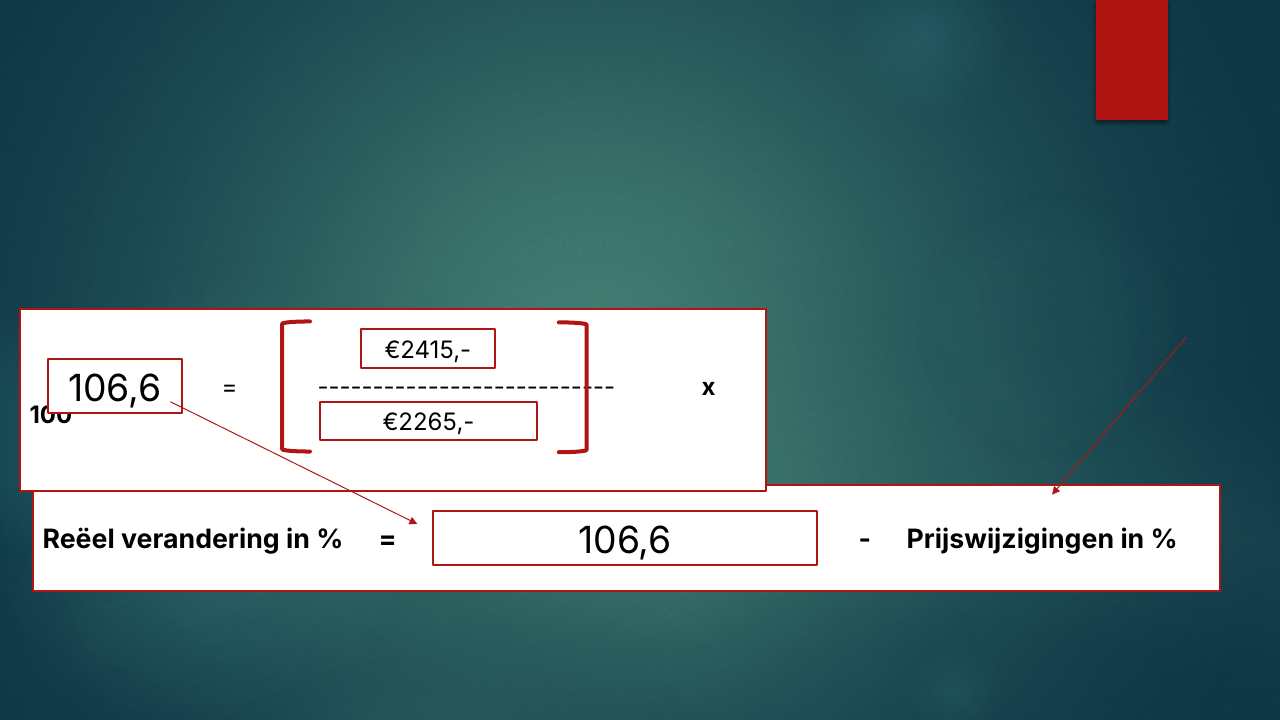 €2415,-
106,6 = --------------------------- x
100
€2265,-
Reëel verandering in % = 106,6 - Prijswijzigingen in %